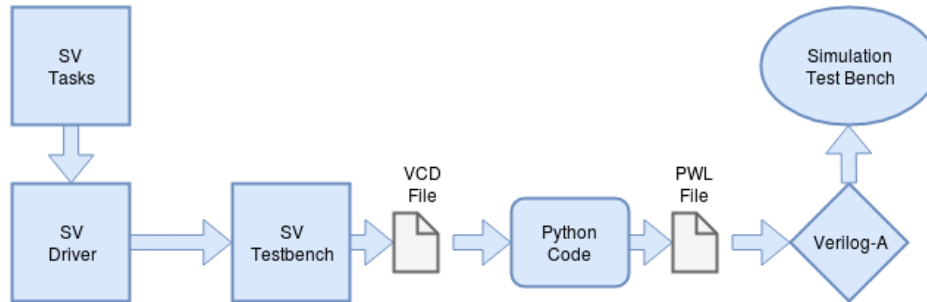 SV
Tasks
Simulation
Test Bench
VCD
File
PWL
File
SV
Driver
SV
Testbench
Python
Code
Verilog-A